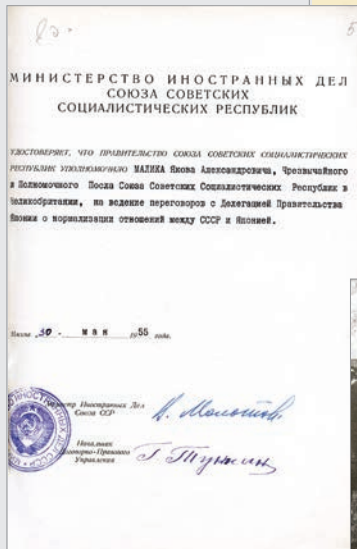 МИНИСТЕРСТВО ИНОСТРАННЫХ ДЕЛ
СОЮЗА СОВЕТСКИХ
СОЦИАЛИСТИЧЕСКИХ РЕСПУБЛИК
УДОСТОВЕРЯЕТ, ЧТО ПРАВИТЕЛЬСТВО СОЮЗА СОВЕТСКИХ СОЦИАЛИСТИЧЕСКИХ
РЕСПУБЛИК УПОЛНОМОЧИЛО МАЛИКА Якова Александровича, Чрезвычайного
и Полномочного Посла Союза Советских Социалистических Республик в
Великобритании, на ведение переговоров с Делегацией Правительства
Японии о нормализации отношений между СССР и Японией.
30 - мая 1955 года.
Министр Иностранных Дел
Союза ССР
В. Молотов
Начальник
Договорно-Правового
Управления
Г. Тункин